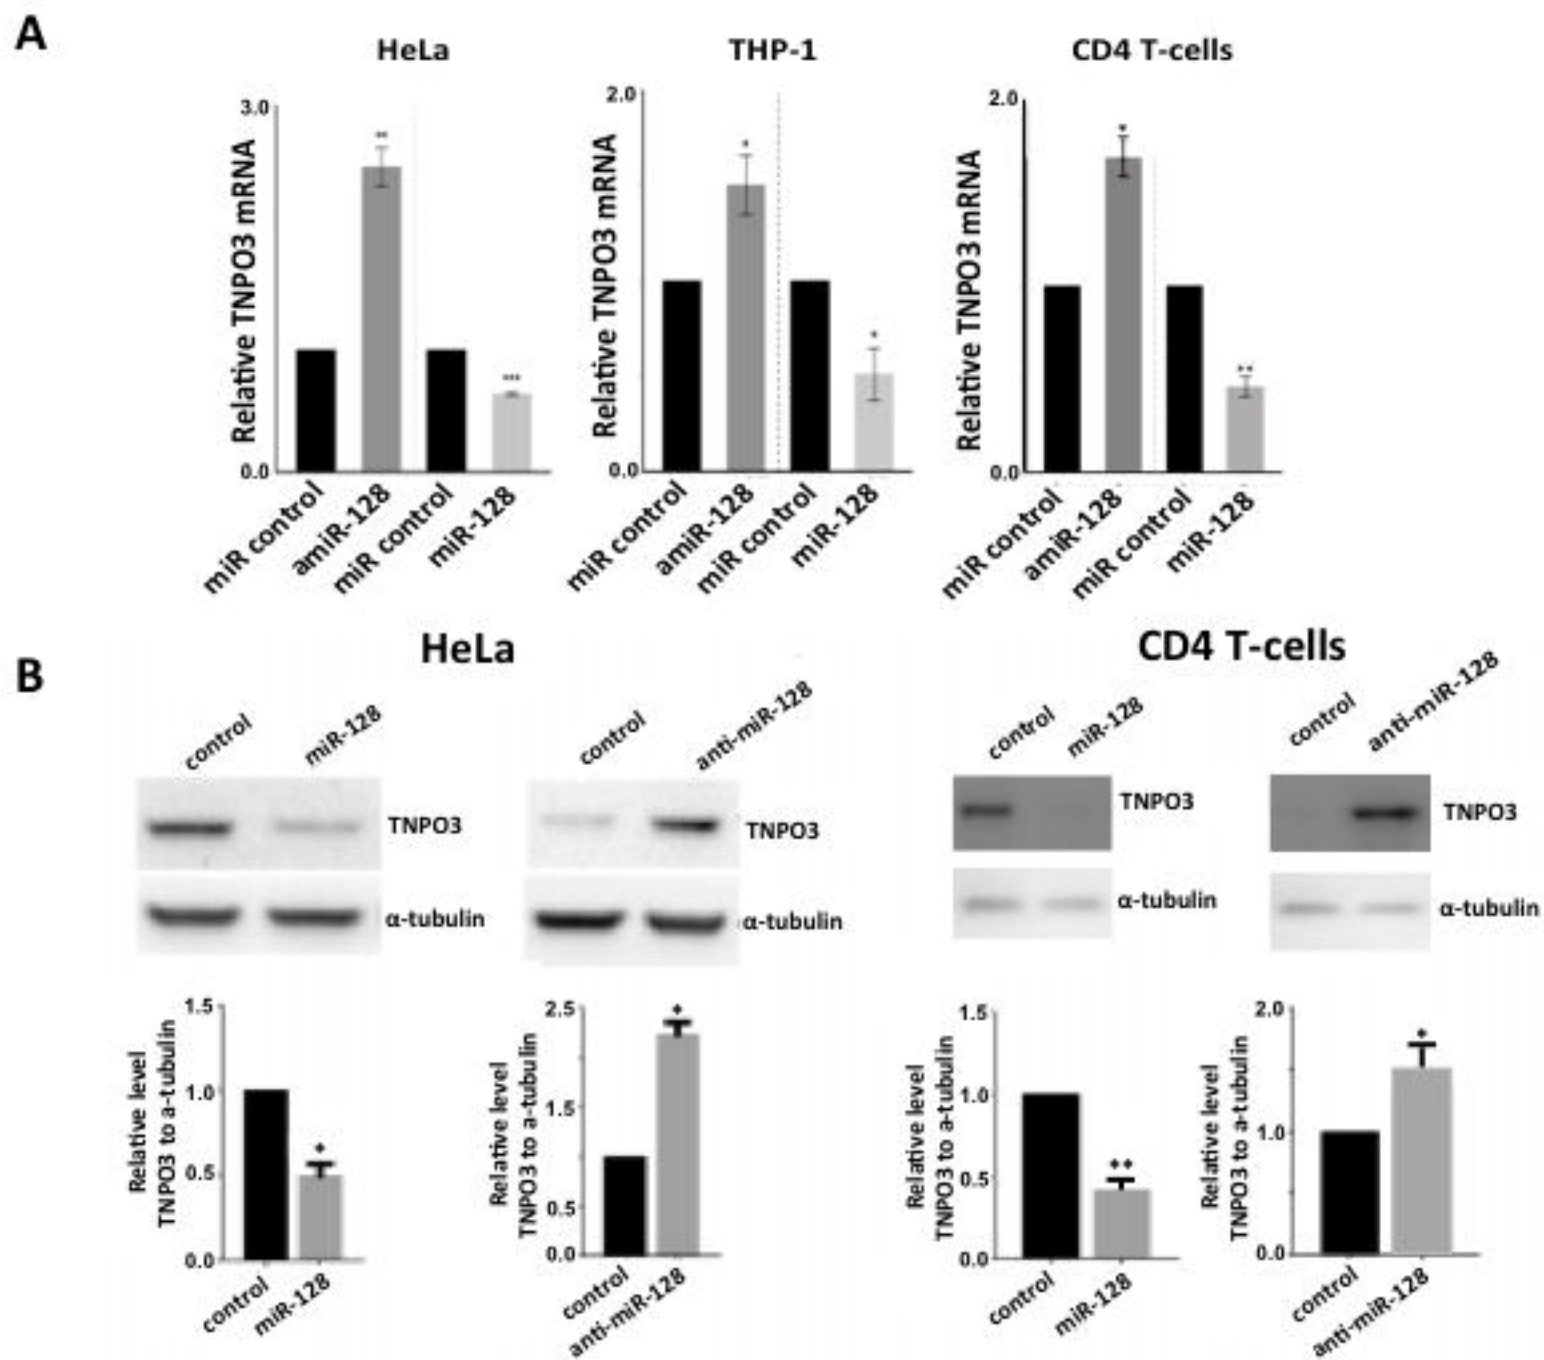 A
HeLa
THP-1
CD4 T-cells
3.0
**
***
0.0
Relative TNPO3 mRNA
miR control
amiR-128
miR control
miR-128
2.0
*
*
0.0
Relative TNPO3 mRNA
miR control
amiR-128
miR control
miR-128
2.0
*
**
0.0
Relative TNPO3 mRNA
miR control
amiR-128
miR control
miR-128
B
HeLa
CD4 T-cells
control
miR-128
TNPO3
α-tubulin
control
anti-miR-128
TNPO3
α-tubulin
control
miR-128
TNPO3
α-tubulin
control
anti-miR-128
TNPO3
α-tubulin
1.5
1.0
0.5
0.0
*
Relative level
TNPO3 to a-tubulin
control
miR-128
2.5
1.5
0.5
0.0
*
Relative level
TNPO3 to a-tubulin
control
anti-miR-128
1.5
1.0
0.5
0.0
**
Relative level
TNPO3 to a-tubulin
control
miR-128
2.0
1.0
0.0
*
Relative level
TNPO3 to a-tubulin
control
anti-miR-128